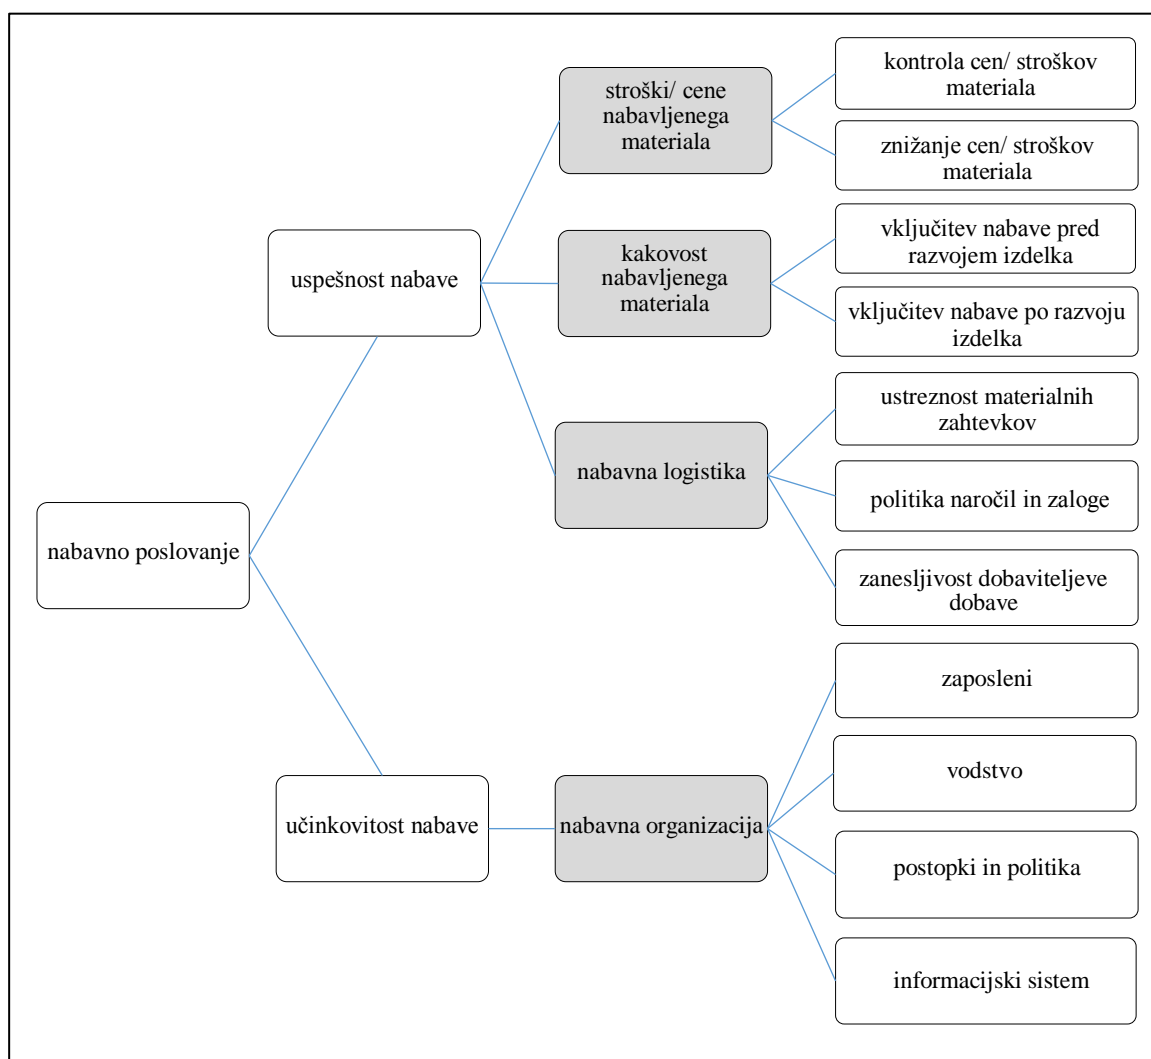 kontrola cen/ stroškov
materiala
stroški/ cene
nabavljenega
materiala
znižanje cen/ stroškov
materiala
vključitev nabave pred
razvojem izdelka
uspešnost nabave
kakovost
nabavljenega
materiala
vključitev nabave po razvoju
izdelka
ustreznost materialnih
zahtevkov
nabavna logistika
politika naročil in zaloge
nabavno poslovanje
zanesljivost dobaviteljeve
dobave
zaposleni
vodstvo
učinkovitost nabave
nabavna organizacija
postopki in politika
informacijski sistem